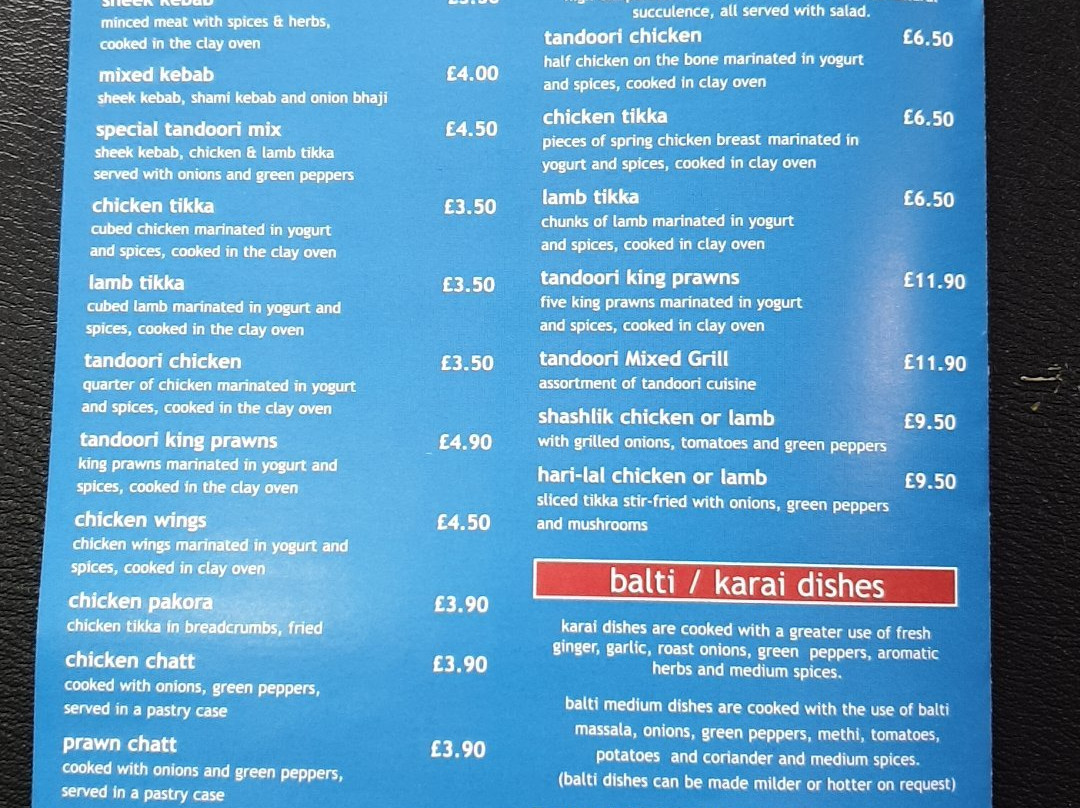 sheek kebab £3.50
minced meat with spices & herbs,
cooked in the clay oven
mixed kebab £4.00
sheek kebab, shami kebab and onion bhaji
special tandoori mix £4.50
sheek kebab, chicken & lamb tikka
served with onions and green peppers
chicken tikka £3.50
cubed chicken marinated in yogurt
and spices, cooked in the clay oven
lamb tikka £3.50
cubed lamb marinated in yogurt and
spices, cooked in the clay oven
tandoori chicken £3.50
quarter of chicken marinated in yogurt
and spices, cooked in the clay oven
tandoori king prawns £4.90
king prawns marinated in yogurt and
spices, cooked in the clay oven
chicken wings £4.50
chicken wings marinated in yogurt and
spices, cooked in clay oven
chicken pakora £3.90
chicken tikka in breadcrumbs, fried
chicken chatt £3.90
cooked with onions, green peppers,
served in a pastry case
prawn chatt £3.90
cooked with onions and green peppers,
served in a pastry case
succulence, all served with salad.
tandoori chicken £6.50
half chicken on the bone marinated in yogurt
and spices, cooked in clay oven
chicken tikka £6.50
pieces of spring chicken breast marinated in
yogurt and spices, cooked in clay oven
lamb tikka £6.50
chunks of lamb marinated in yogurt
and spices, cooked in clay oven
tandoori king prawns £11.90
five king prawns marinated in yogurt
and spices, cooked in clay oven
tandoori Mixed Grill £11.90
assortment of tandoori cuisine
shashlik chicken or lamb £9.50
with grilled onions, tomatoes and green peppers
hari-lal chicken or lamb £9.50
sliced tikka stir-fried with onions, green peppers
and mushrooms
balti / karai dishes
karai dishes are cooked with a greater use of fresh
ginger, garlic, roast onions, green peppers, aromatic
herbs and medium spices.
balti medium dishes are cooked with the use of balti
massala, onions, green peppers, methi, tomatoes,
potatoes and coriander and medium spices.
(balti dishes can be made milder or hotter on request)